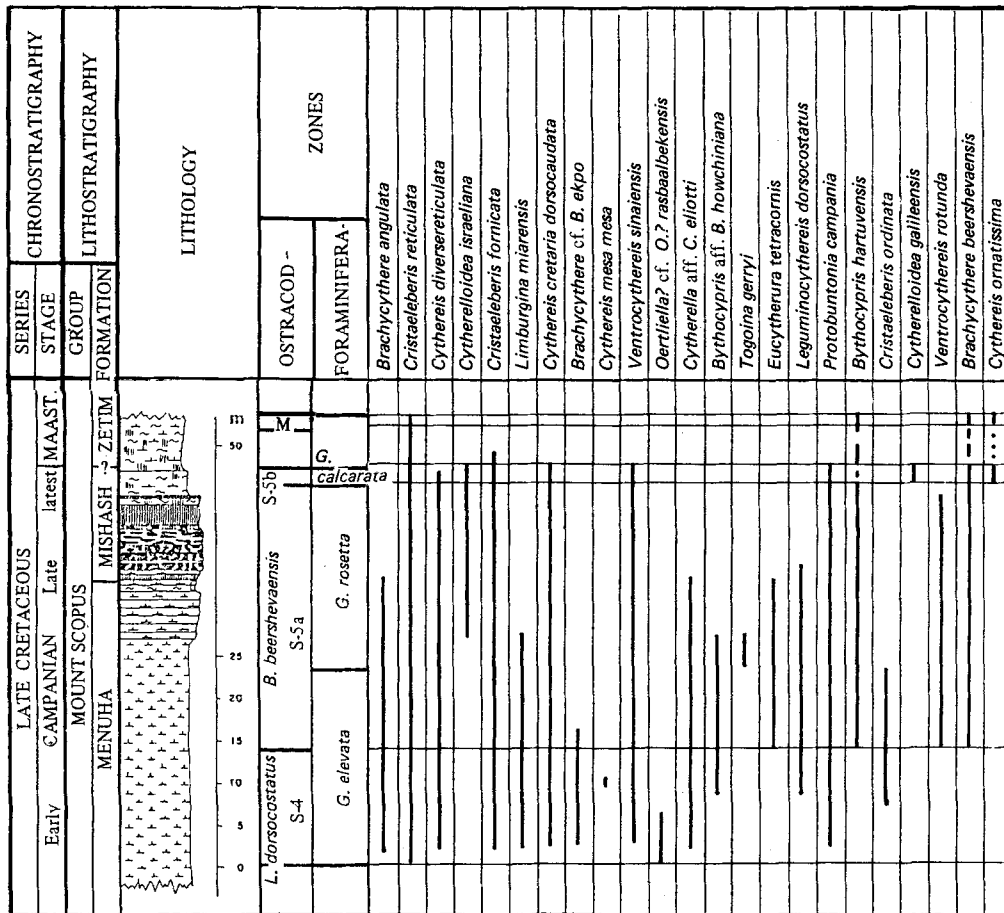 CHRONOSTRATIGRAPHY
SERIES
LATE CRETACEOUS
STAGE
Early CAMPANIAN Late latest MAAST.
LITHOSTRATIGRAPHY
GROUP
MOUNT SCOPUS
FORMATION
MENUHA MISHASH -?- ZETIM
LITHOLOGY
0 5 10 15 20 25 50 m
ZONES
OSTRACOD -
L. dorsocostatus B. beershevaensis
S-4 S-5a S-5b M
FORAMINIFERA-
G. elevata G. rosetta G. calcarata
Brachycythere angulata
Cristaeleberis reticulata
Cythereis diversereticulata
Cytherelloidea israeliana
Cristaeleberis fornicata
Limburgina miarensis
Cythereis cretaria dorsocaudata
Brachycythere cf. B. ekpo
Cythereis mesa mesa
Ventrocythereis sinaiensis
Oertliella? cf. O.? rasbaalbekensis
Cytherella aff. C. eliotti
Bythocypris aff. B. howchiniana
Togoina gerryi
Eucytherura tetracornis
Leguminocythereis dorsocostatus
Protobuntonia campania
Bythocypris hartuvensis
Cristaeleberis ordinata
Cytherelloidea galileensis
Ventrocythereis rotunda
Brachycythere beershevaensis
Cythereis ornatissima